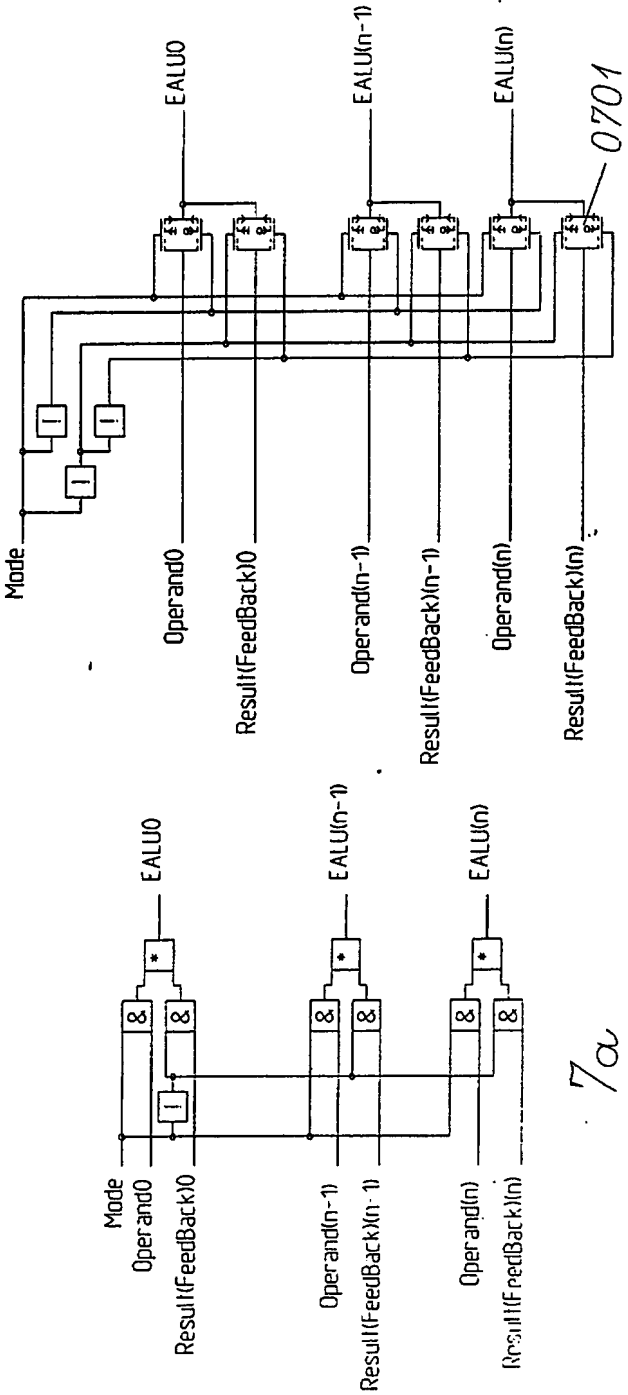 Mode
Operand0
Result(FeedBack)0
Operand(n-1)
Result(FeedBack)(n-1)
Operand(n)
Result(FeedBack)(n)
!
&
&
*
EALU0
&
&
*
EALU(n-1)
&
&
*
EALU(n)
7a
Mode
Operand0
Result(FeedBack)0
Operand(n-1)
Result(FeedBack)(n-1)
Operand(n)
Result(FeedBack)(n)
!
!
!
EALU0
EALU(n-1)
EALU(n)
0701